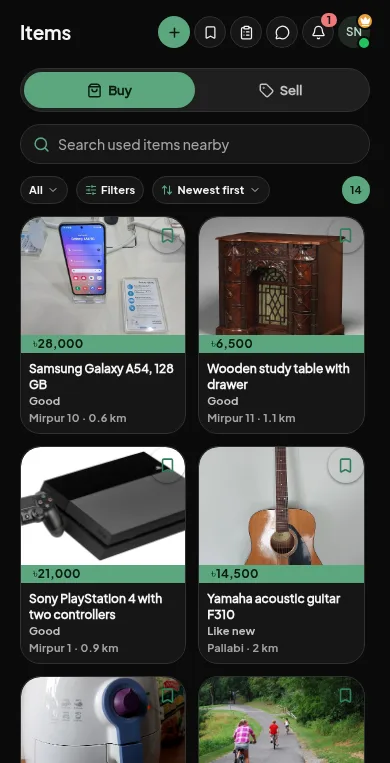 Items
1
SN
Buy
Sell
Search used items nearby
All
Filters
Newest first
14
৳28,000
Samsung Galaxy A54, 128
GB
Good
Mirpur 10 · 0.6 km
৳6,500
Wooden study table with
drawer
Good
Mirpur 11 · 1.1 km
৳21,000
Sony PlayStation 4 with
two controllers
Good
Mirpur 1 · 0.9 km
৳14,500
Yamaha acoustic guitar
F310
Like new
Pallabi · 2 km